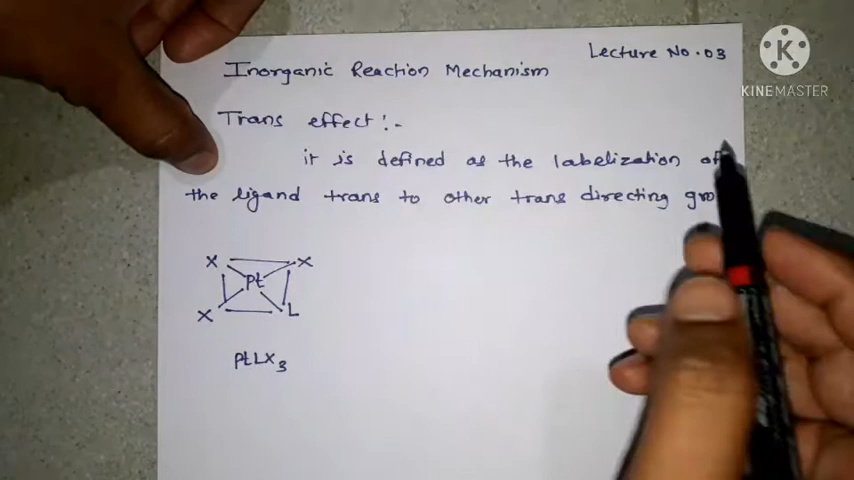 Lecture No. 03
Inorganic Reaction Mechanism
K
KINEMASTER
Trans effect :-
it is defined as the labelization of
the ligand trans to other trans directing
X X
Pt
X L
PtLX3